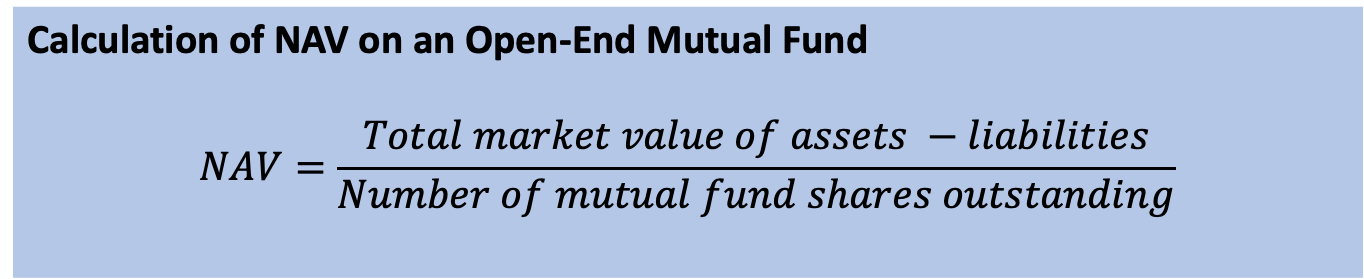 Calculation of NAV on an Open-End Mutual Fund
NAV = Total market value of assets − liabilities
Number of mutual fund shares outstanding